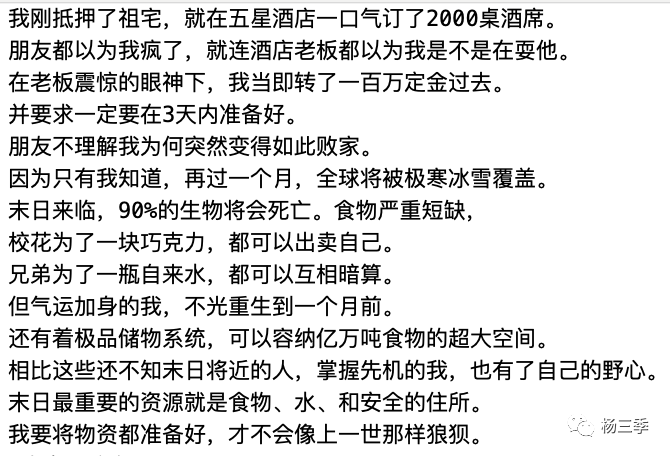 我刚抵押了祖宅，就在五星酒店一口气订了2000桌酒席。
朋友都以为我疯了，就连酒店老板都以为我是不是在耍他。
在老板震惊的眼神下，我当即转了一百万定金过去。
并要求一定要在3天内准备好。
朋友不理解我为何突然变得如此败家。
因为只有我知道，再过一个月，全球将被极寒冰雪覆盖。
末日来临，90%的生物将会死亡。食物严重短缺，
校花为了一块巧克力，都可以出卖自己。
兄弟为了一瓶自来水，都可以互相暗算。
但气运加身的我，不光重生到一个月前。
还有着极品储物系统，可以容纳亿万吨食物的超大空间。
相比这些还不知末日将近的人，掌握先机的我，也有了自己的野心。
末日最重要的资源就是食物、水、和安全的住所。
我要将物资都准备好，才不会像上一世那样狼狈。
杨三季